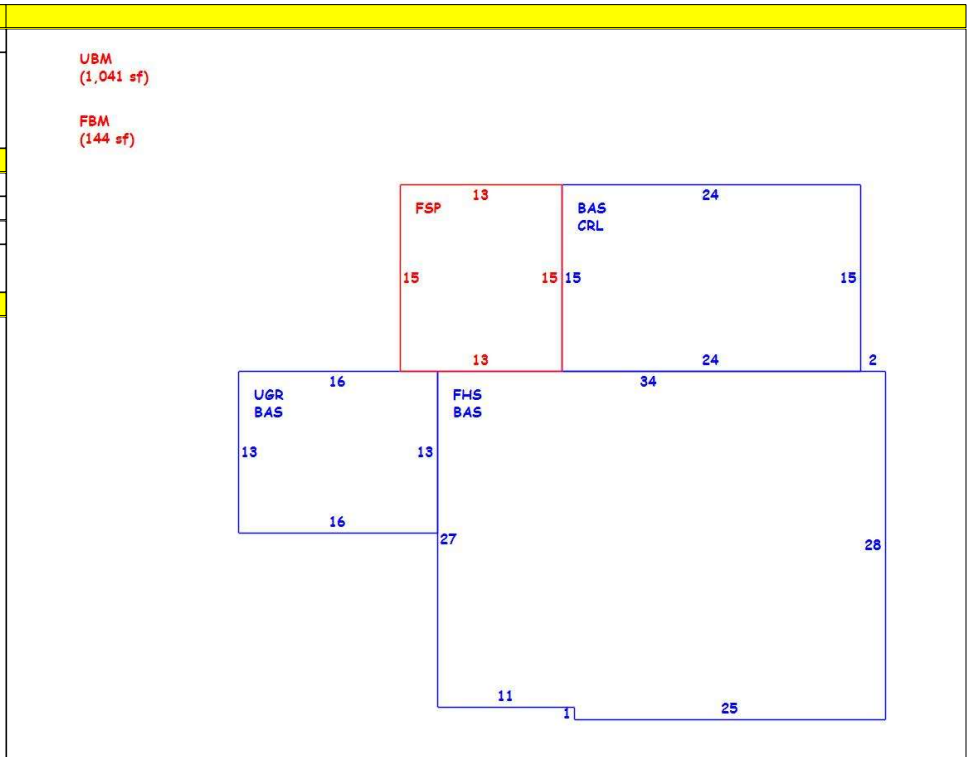 UBM
(1,041 sf)
FBM
(144 sf)
13
24
FSP
BAS
CRL
15
15
15
15
13
24
2
16
34
UGR
BAS
FHS
BAS
13
13
16
27
28
11
1
25